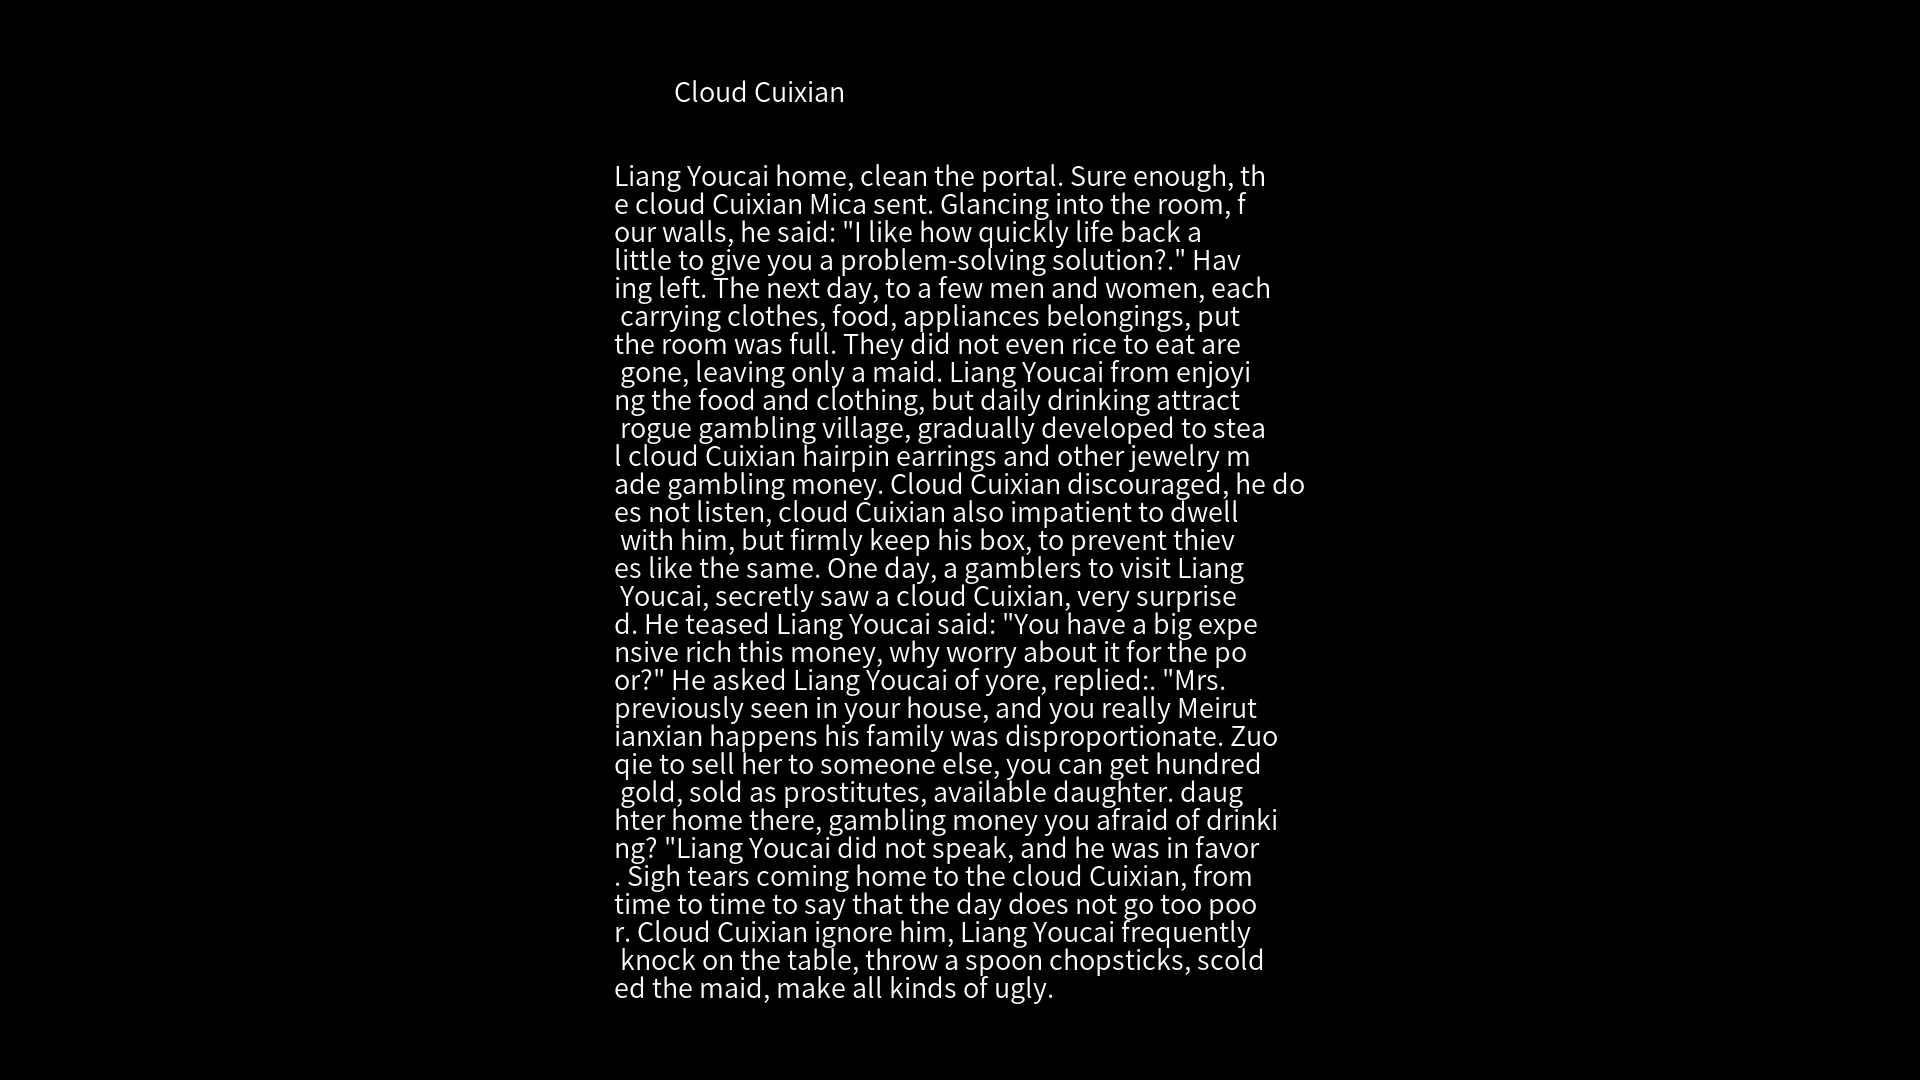 Cloud Cuixian
Liang Youcai home, clean the portal. Sure enough, th
e cloud Cuixian Mica sent. Glancing into the room, f
our walls, he said: "I like how quickly life back a
little to give you a problem-solving solution?." Hav
ing left. The next day, to a few men and women, each
carrying clothes, food, appliances belongings, put
the room was full. They did not even rice to eat are
gone, leaving only a maid. Liang Youcai from enjoyi
ng the food and clothing, but daily drinking attract
rogue gambling village, gradually developed to stea
l cloud Cuixian hairpin earrings and other jewelry m
ade gambling money. Cloud Cuixian discouraged, he do
es not listen, cloud Cuixian also impatient to dwell
with him, but firmly keep his box, to prevent thiev
es like the same. One day, a gamblers to visit Liang
Youcai, secretly saw a cloud Cuixian, very surprise
d. He teased Liang Youcai said: "You have a big expe
nsive rich this money, why worry about it for the po
or?" He asked Liang Youcai of yore, replied:. "Mrs.
previously seen in your house, and you really Meirut
ianxian happens his family was disproportionate. Zuo
qie to sell her to someone else, you can get hundred
gold, sold as prostitutes, available daughter. daug
hter home there, gambling money you afraid of drinki
ng? "Liang Youcai did not speak, and he was in favor
. Sigh tears coming home to the cloud Cuixian, from
time to time to say that the day does not go too poo
r. Cloud Cuixian ignore him, Liang Youcai frequently
knock on the table, throw a spoon chopsticks, scold
ed the maid, make all kinds of ugly.